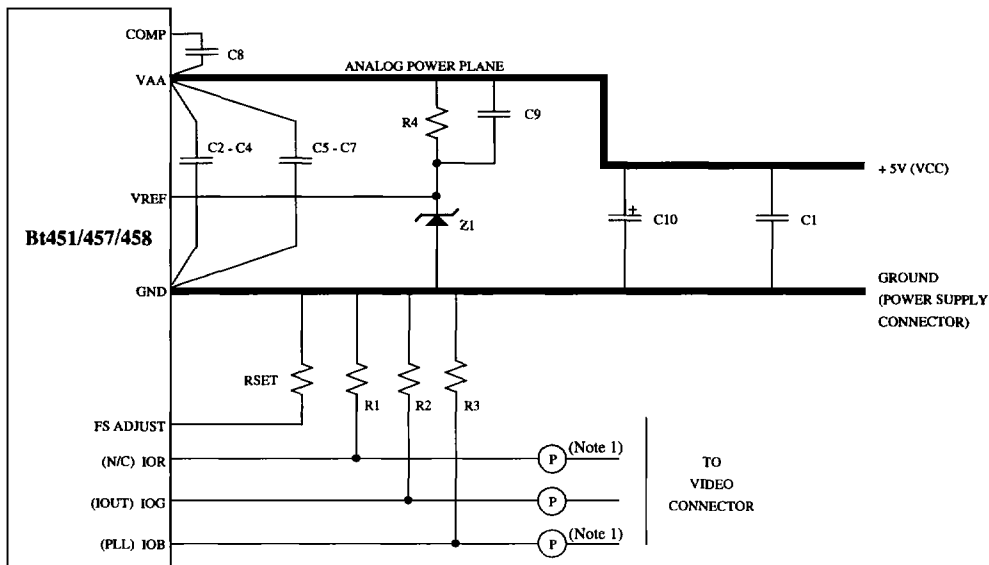 COMP
C8
VAA
ANALOG POWER PLANE
R4
C9
C2 - C4
C5 - C7
+ 5V (VCC)
VREF
Z1
+
C10
C1
Bt451/457/458
GND
GROUND
(POWER SUPPLY
CONNECTOR)
RSET
R1
R2
R3
FS ADJUST
(N/C) IOR
P
(Note 1)
(IOUT) IOG
P
(PLL) IOB
P
(Note 1)
TO
VIDEO
CONNECTOR